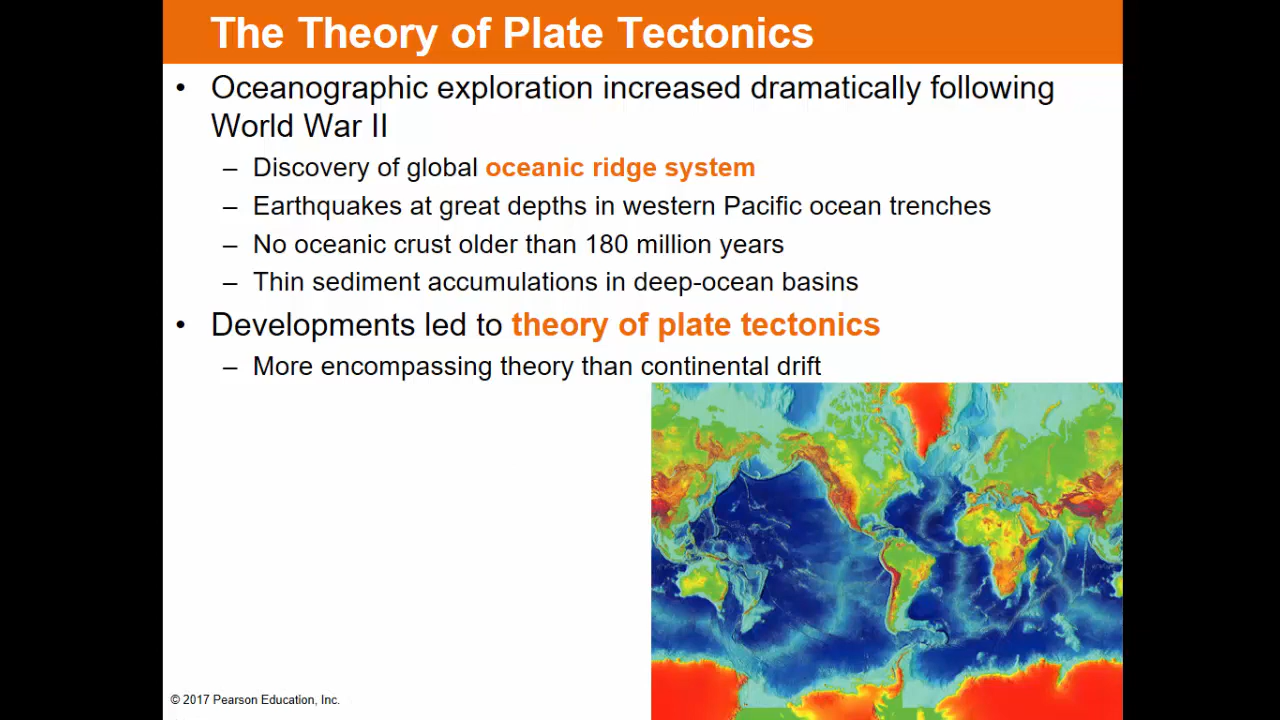 The Theory of Plate Tectonics
• Oceanographic exploration increased dramatically following
World War II
– Discovery of global oceanic ridge system
– Earthquakes at great depths in western Pacific ocean trenches
– No oceanic crust older than 180 million years
– Thin sediment accumulations in deep-ocean basins
• Developments led to theory of plate tectonics
– More encompassing theory than continental drift
© 2017 Pearson Education, Inc.